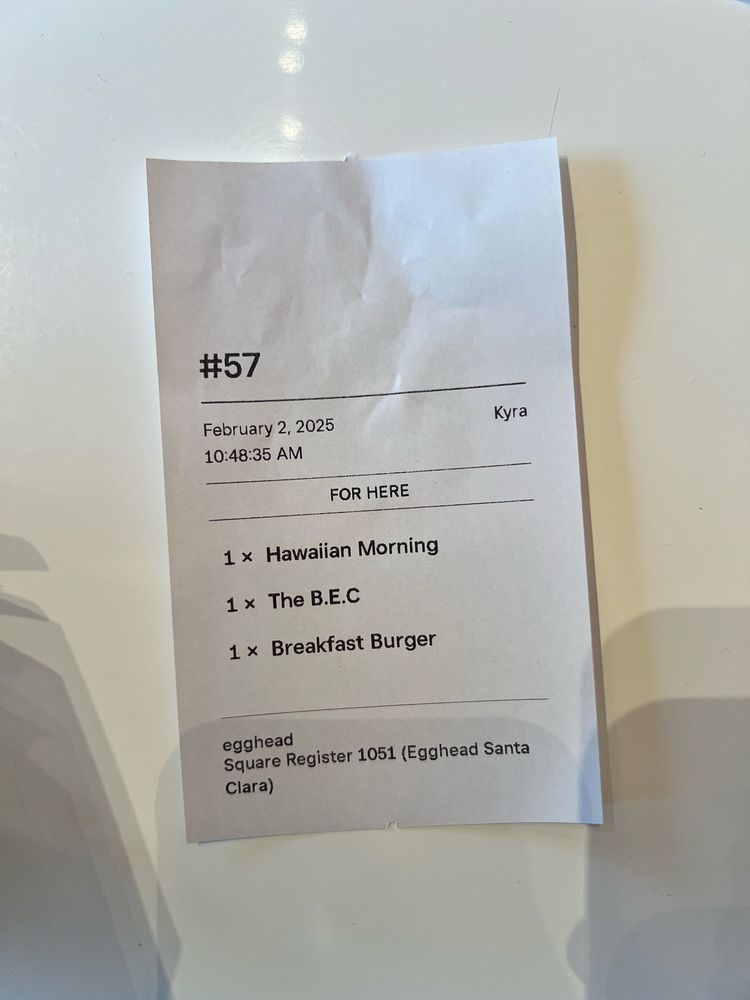 #57
February 2, 2025 Kyra
10:48:35 AM
FOR HERE
1 × Hawaiian Morning
1 × The B.E.C
1 × Breakfast Burger
egghead
Square Register 1051 (Egghead Santa
Clara)